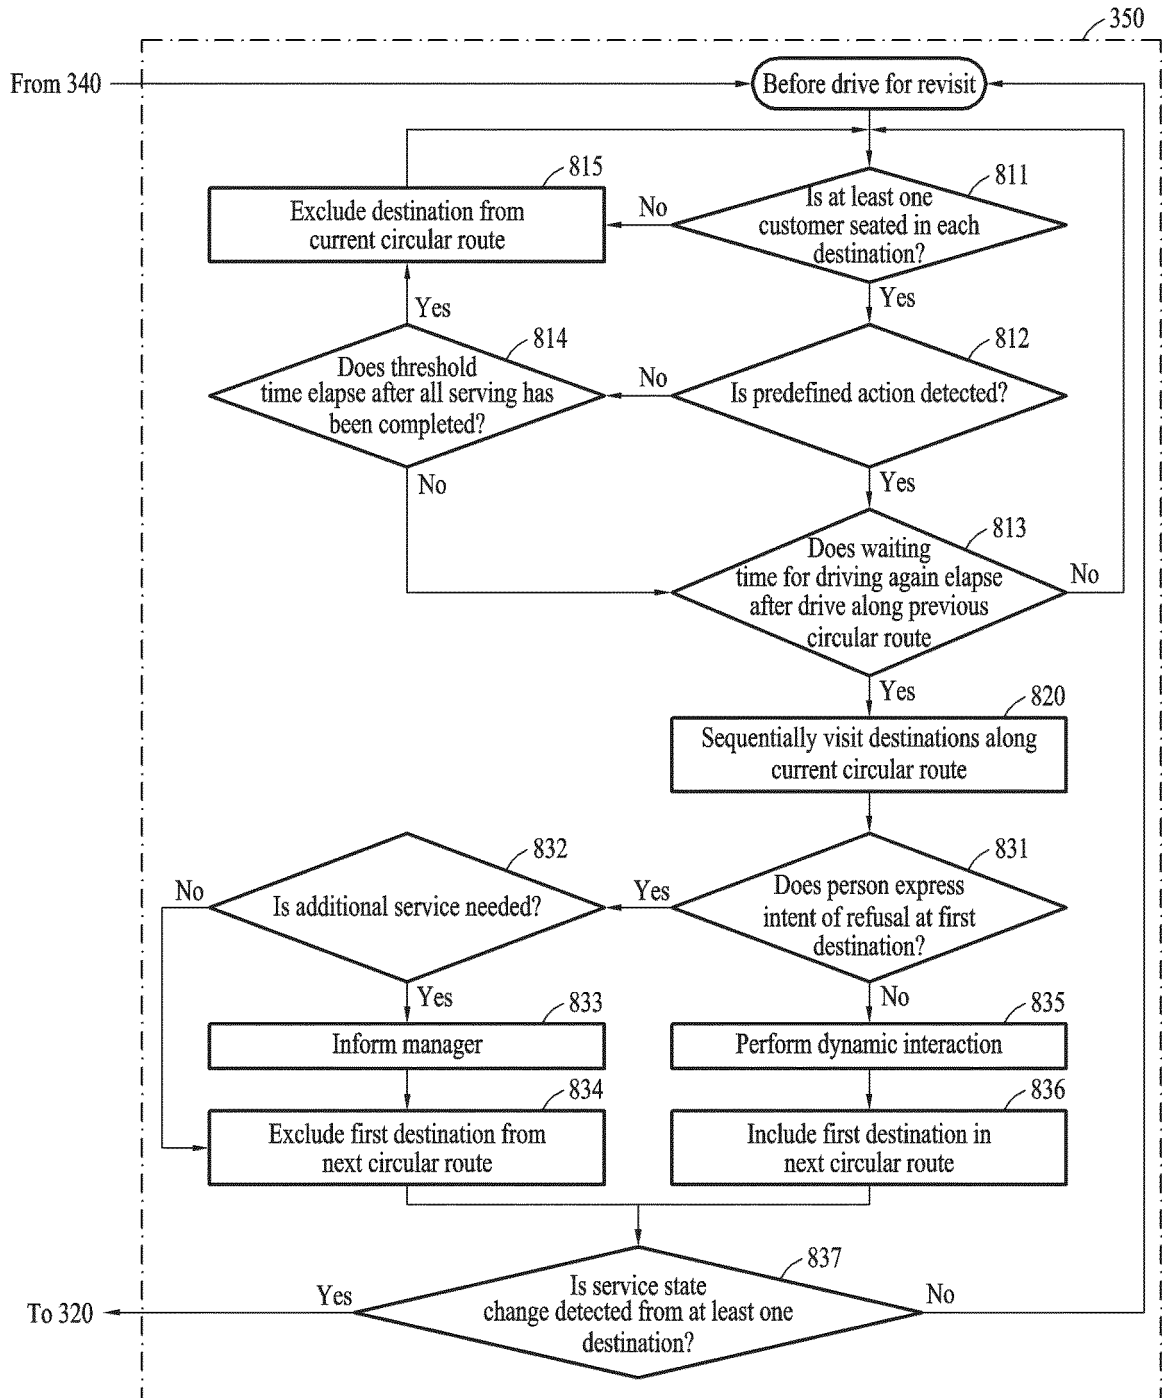 350
From 340
Before drive for revisit
815
811
Exclude destination from
current circular route
No
Is at least one
customer seated in each
destination?
Yes
Yes
814
812
Does threshold
time elapse after all serving has
been completed?
No
Is predefined action detected?
No
Yes
813
Does waiting
time for driving again elapse
after drive along previous
circular route
No
Yes
820
Sequentially visit destinations along
current circular route
832
831
No
Is additional service needed?
Yes
Does person express
intent of refusal at first
destination?
Yes
No
833
835
Inform manager
Perform dynamic interaction
834
836
Exclude first destination from
next circular route
Include first destination in
next circular route
837
To 320
Yes
Is service state
change detected from at least one
destination?
No